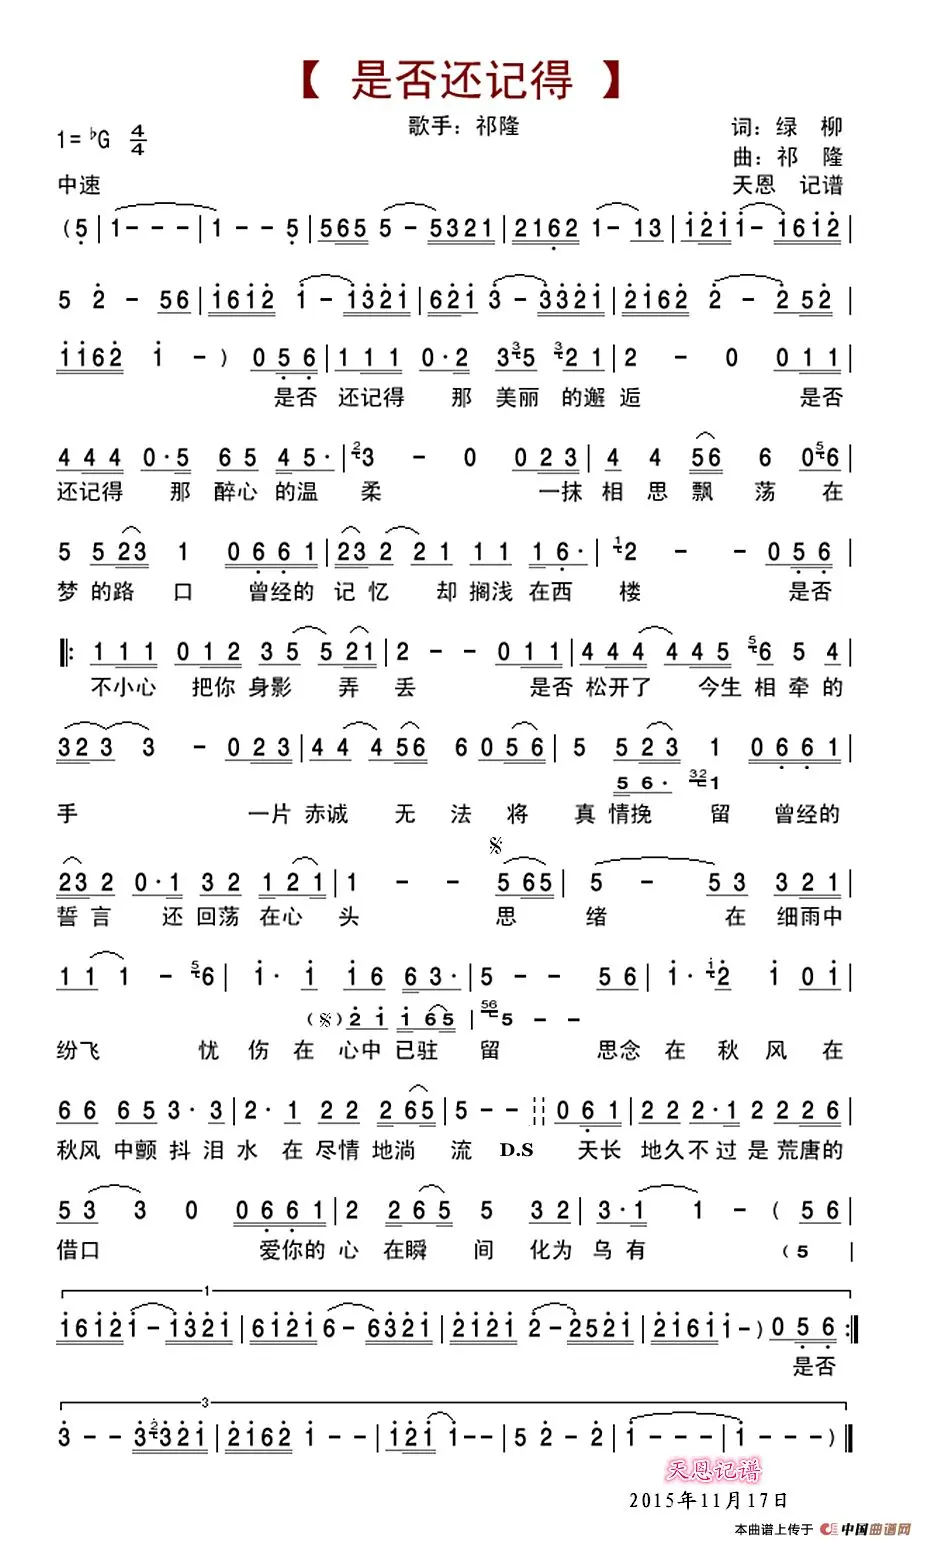 【 是否还记得 】
歌手：祁隆
1= ♭G 4/4
词：绿 柳
曲：祁 隆
中速
天恩 记谱
(5 | 1 - - - | 1 - - 5 | 565 5 - 5321 | 2162 1 - 13 | 1211 - 1612 |
5 2 - 56 | 1612 1 - 1321 | 621 3 - 3321 | 2162 2 - 252 |
1162 1 - ) 0 5 6 | 1 1 1 0·2 3 5 2 1 | 2 - 0 0 1 1 |
是否 还记得 那 美丽 的邂 逅 是否
4 4 4 0·5 6 5 4 5· | 3 - 0 0 2 3 | 4 4 56 6 0 6 |
还记得 那 醉心 的温 柔 一抹 相 思 飘 荡 在
5 5 23 1 0 6 6 1 | 23 2 21 1 1 1 6· | 2 - - 0 5 6 |
梦 的路 口 曾经的 记 忆 却 搁浅 在西 楼 是否
‖: 1 1 1 0 1 2 3 5 5 21 | 2 - - 0 1 1 | 4 4 4 4 4 5 6 5 4 |
不小心 把你 身影 弄 丢 是否 松开了 今生 相 牵 的
323 3 - 0 2 3 | 4 4 4 56 6 0 5 6 | 5 5 23 1 0 6 6 1 |
5 6· 32 1
手 一片 赤诚 无 法 将 真 情挽 留 曾经的
𝄋
23 2 0·1 3 2 1 2 1 | 1 - - 5 65 | 5 - 5 3 3 2 1 |
誓 言 还 回荡 在心 头 思 绪 在 细雨中
1 1 1 - 6 | 1· 1 1 6 6 3· | 5 - - 5 6 | 1· 2 1 0 1 |
(𝄋) 2 1 1 65 | 56 5 - -
纷飞 忧 伤 在 心中 已驻 留 思念 在 秋 风 在
6 6 6 5 3· 3 | 2· 1 2 2 2 65 | 5 - - ¦¦ 0 6 1 | 2 2 2·1 2 2 2 6 |
秋风 中颤 抖 泪 水 在 尽情 地淌 流 D.S 天长 地久不 过 是 荒唐的
5 3 3 0 0 6 6 1 | 2 2 65 5 3 2 | 3·1 1 - ( 5 6 |
借口 爱你的 心 在瞬 间 化为 乌 有 （5 |
1
1612 1 - 1321 | 6121 6 - 6321 | 2121 2 - 2521 | 21611 - ) 0 5 6 :‖
是否
3
3 - - 3 2 321 | 2162 1 - - | 121 1 - - | 5 2 - 2 | 1 - - - | 1 - - - ) ‖
天恩记谱
2015年11月17日
本曲谱上传于 中国曲谱网